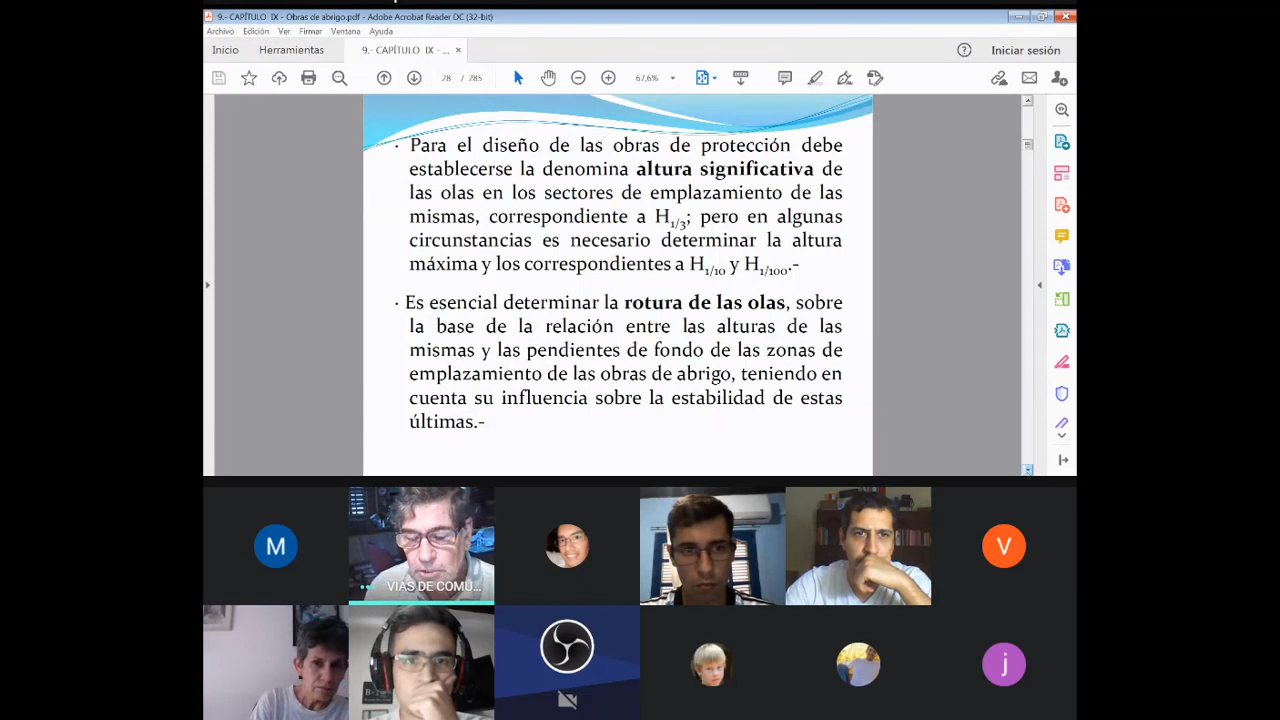 9.- CAPÍTULO IX - Obras de abrigo.pdf - Adobe Acrobat Reader DC (32-bit)
Archivo Edición Ver Firmar Ventana Ayuda
Inicio Herramientas 9.- CAPÍTULO IX - ... × Iniciar sesión
28 / 285 67,6%
· Para el diseño de las obras de protección debe
establecerse la denomina altura significativa de
las olas en los sectores de emplazamiento de las
mismas, correspondiente a H1/3; pero en algunas
circunstancias es necesario determinar la altura
máxima y los correspondientes a H1/10 y H1/100.-
· Es esencial determinar la rotura de las olas, sobre
la base de la relación entre las alturas de las
mismas y las pendientes de fondo de las zonas de
emplazamiento de las obras de abrigo, teniendo en
cuenta su influencia sobre la estabilidad de estas
últimas.-
M
VIAS DE COMU...
V
j